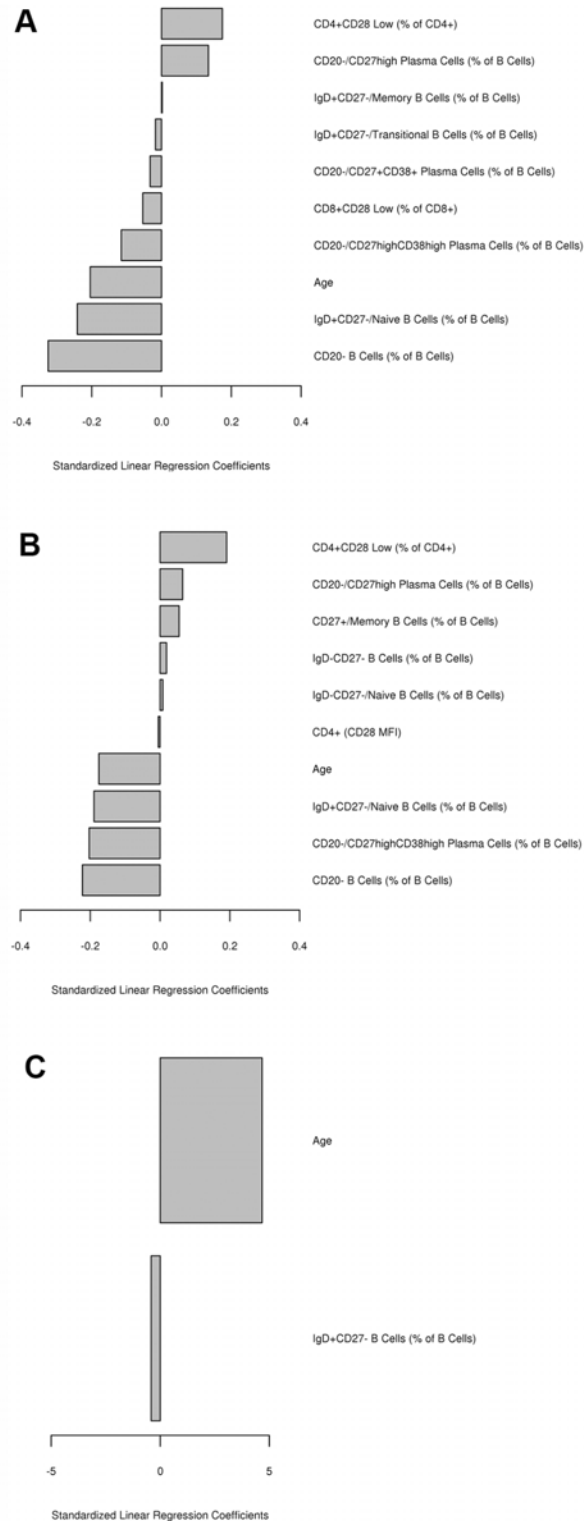 A
CD4+CD28 Low (% of CD4+)
CD20-/CD27high Plasma Cells (% of B Cells)
IgD+CD27-/Memory B Cells (% of B Cells)
IgD+CD27-/Transitional B Cells (% of B Cells)
CD20-/CD27+CD38+ Plasma Cells (% of B Cells)
CD8+CD28 Low (% of CD8+)
CD20-/CD27highCD38high Plasma Cells (% of B Cells)
Age
IgD+CD27-/Naive B Cells (% of B Cells)
CD20- B Cells (% of B Cells)
-0.4 -0.2 0.0 0.2 0.4
Standardized Linear Regression Coefficients
B
CD4+CD28 Low (% of CD4+)
CD20-/CD27high Plasma Cells (% of B Cells)
CD27+/Memory B Cells (% of B Cells)
IgD-CD27- B Cells (% of B Cells)
IgD-CD27-/Naive B Cells (% of B Cells)
CD4+ (CD28 MFI)
Age
IgD+CD27-/Naive B Cells (% of B Cells)
CD20-/CD27highCD38high Plasma Cells (% of B Cells)
CD20- B Cells (% of B Cells)
-0.4 -0.2 0.0 0.2 0.4
Standardized Linear Regression Coefficients
C
Age
IgD+CD27- B Cells (% of B Cells)
-5 0 5
Standardized Linear Regression Coefficients